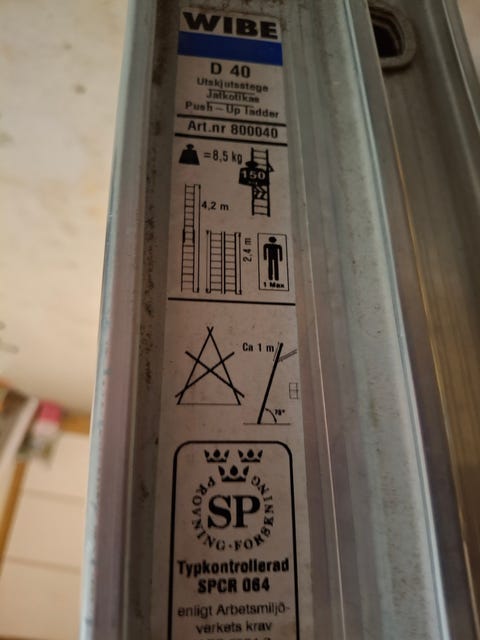 WIBE
D 40
Utskjutsstege
Jatkotikas
Push-Up ladder
Art.nr 800040
= 8,5 kg
150
4,2 m
2,4 m
1 Max
Ca 1 m
75°
PROVNING·FORSKNING
SP
Typkontrollerad
SPCR 064
enligt Arbetsmiljö-
verkets krav